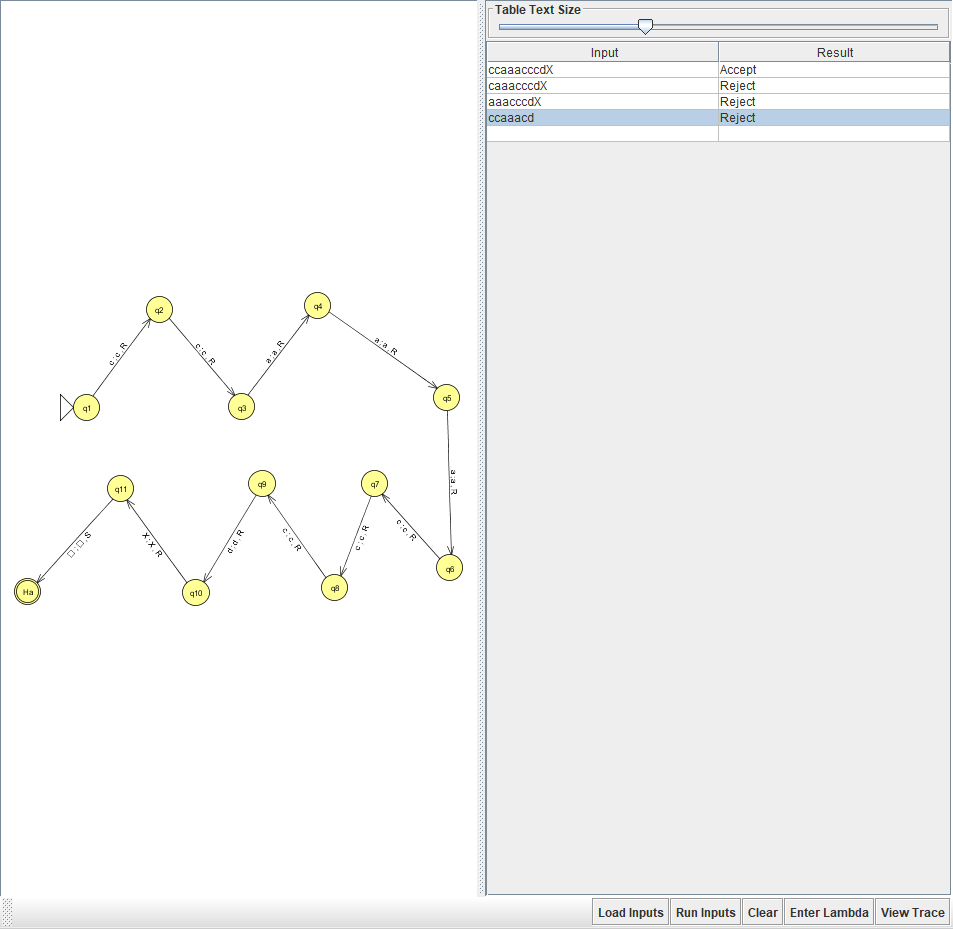 Table Text Size
Input Result
ccaaacccdX Accept
caaacccdX Reject
aaacccdX Reject
ccaaacd Reject
q2
q4
c ; c , R
c ; c , R
a ; a , R
a ; a , R
q1
q3
q5
a ; a , R
q11
q9
q7
□ ; □ , S
X ; X , R
d ; d , R
c ; c , R
c ; c , R
c ; c , R
q6
Ha
q10
q8
Load Inputs Run Inputs Clear Enter Lambda View Trace